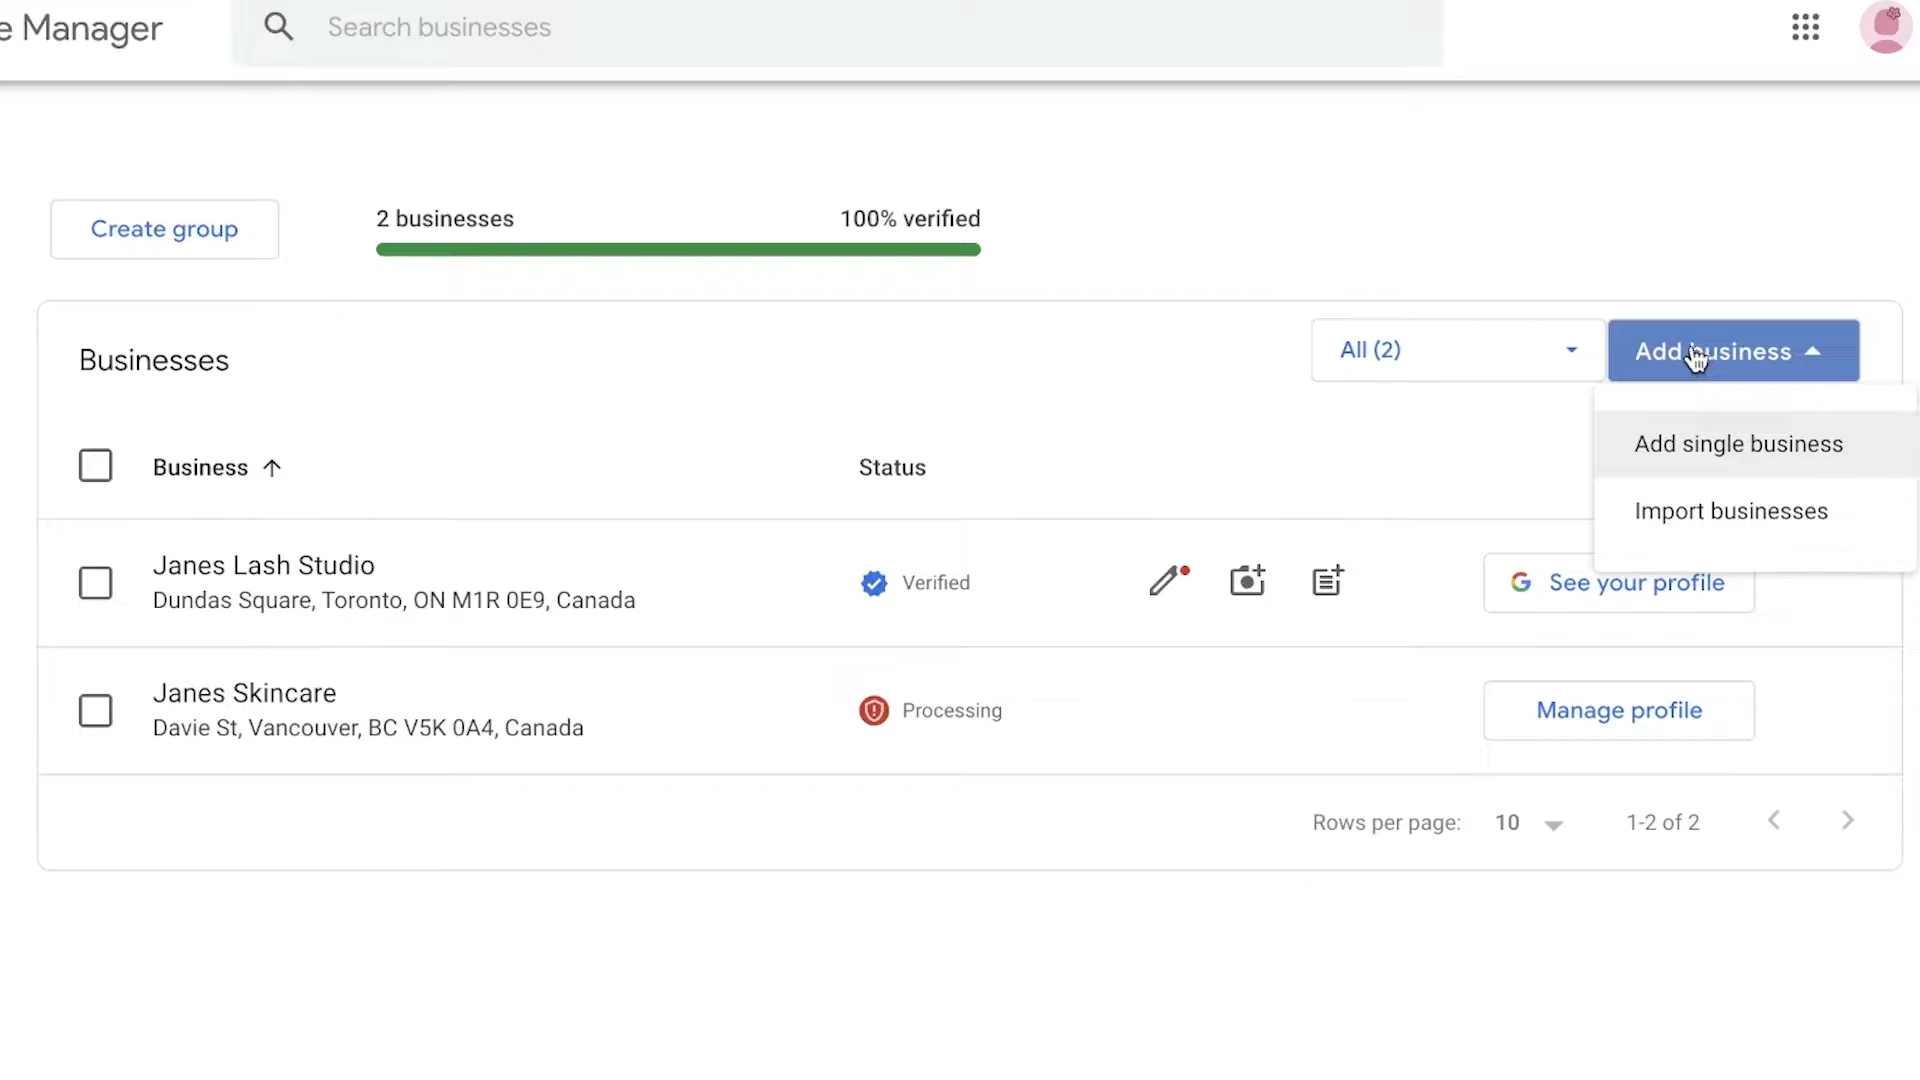 e Manager
Search businesses
Create group
2 businesses
100% verified
Businesses
All (2)
Add business
Add single business
Import businesses
Business
Status
Janes Lash Studio
Dundas Square, Toronto, ON M1R 0E9, Canada
Verified
See your profile
Janes Skincare
Davie St, Vancouver, BC V5K 0A4, Canada
Processing
Manage profile
Rows per page: 10
1-2 of 2